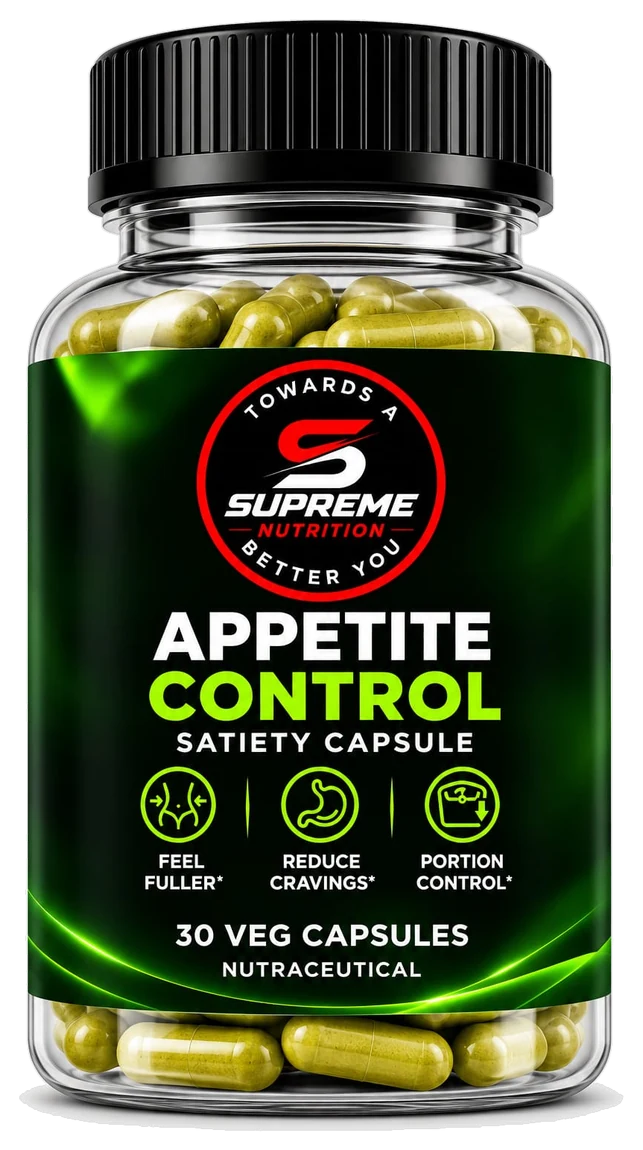 TOWARDS A
S
SUPREME
NUTRITION
BETTER YOU
APPETITE
CONTROL
SATIETY CAPSULE
FEEL FULLER*
REDUCE CRAVINGS*
PORTION CONTROL*
30 VEG CAPSULES
NUTRACEUTICAL